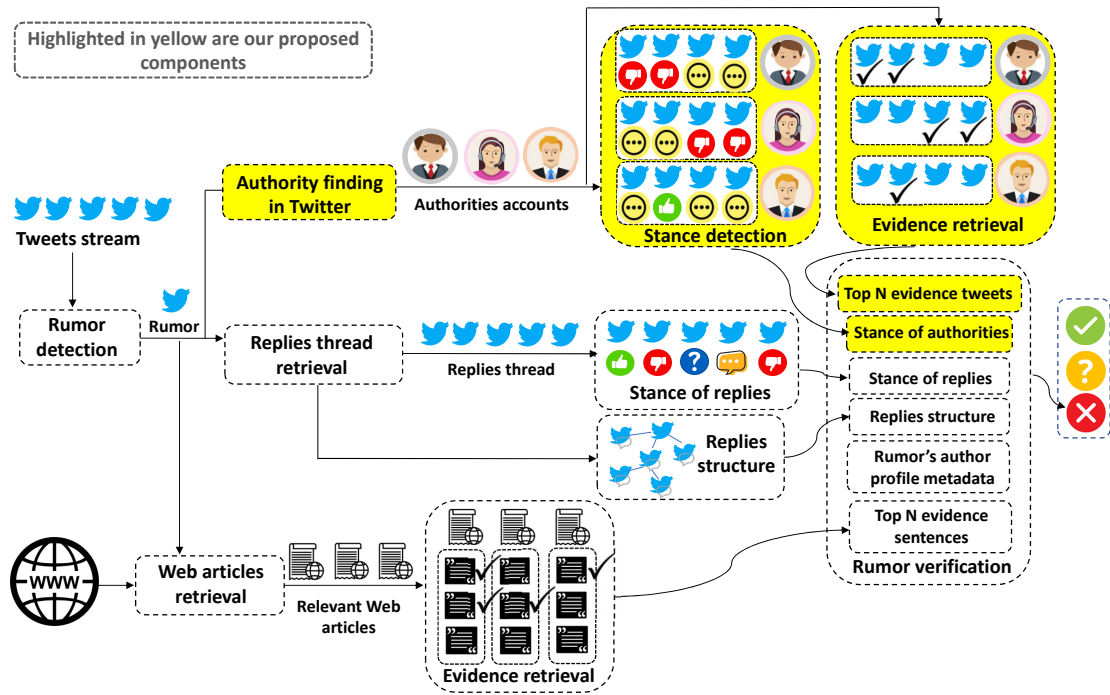 Highlighted in yellow are our proposed
components
Tweets stream
Rumor
detection
Rumor
Authority finding
in Twitter
Authorities accounts
Stance detection
Evidence retrieval
Replies thread
retrieval
Replies thread
Stance of replies
Replies
structure
WWW
Web articles
retrieval
Relevant Web
articles
Evidence retrieval
Top N evidence tweets
Stance of authorities
Stance of replies
Replies structure
Rumor's author
profile metadata
Top N evidence
sentences
Rumor verification